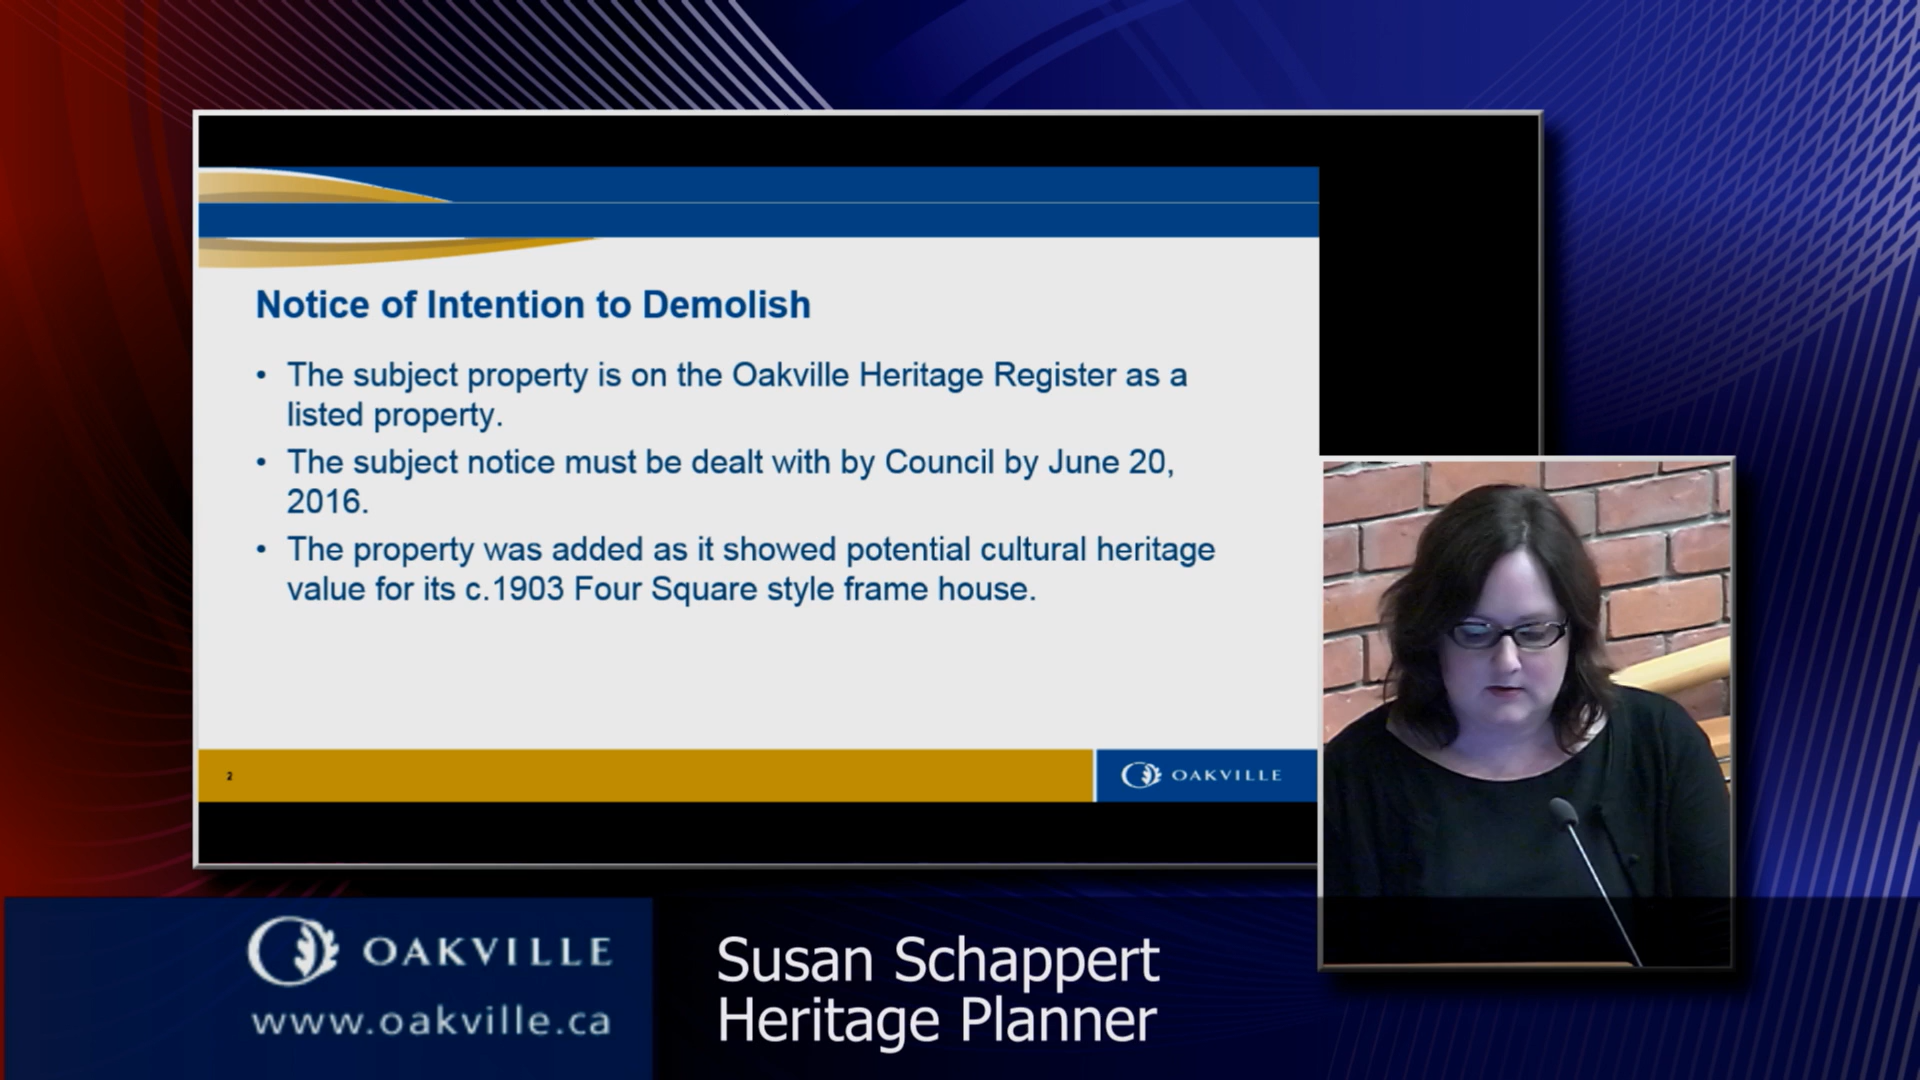 Notice of Intention to Demolish
• The subject property is on the Oakville Heritage Register as a
listed property.
• The subject notice must be dealt with by Council by June 20,
2016.
• The property was added as it showed potential cultural heritage
value for its c.1903 Four Square style frame house.
2
OAKVILLE
OAKVILLE
www.oakville.ca
Susan Schappert
Heritage Planner